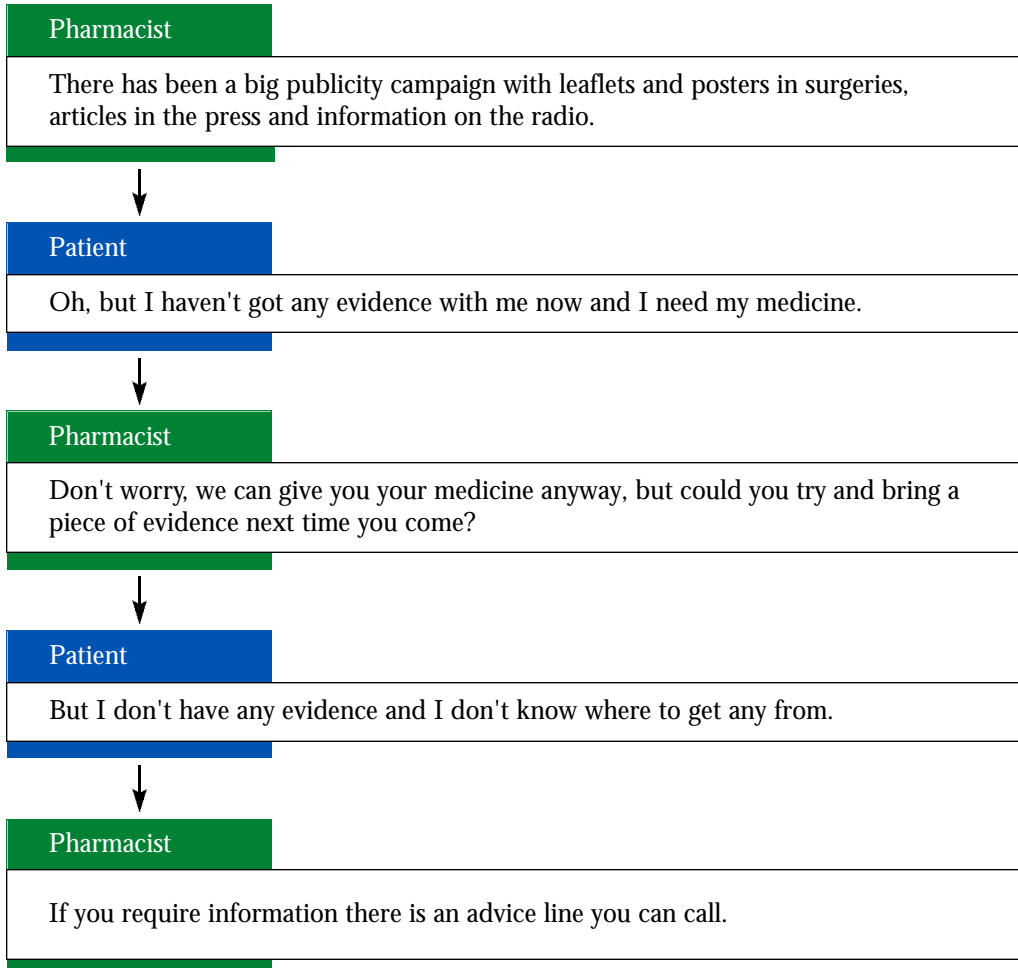 Pharmacist
There has been a big publicity campaign with leaflets and posters in surgeries,
articles in the press and information on the radio.
Patient
Oh, but I haven't got any evidence with me now and I need my medicine.
Pharmacist
Don't worry, we can give you your medicine anyway, but could you try and bring a
piece of evidence next time you come?
Patient
But I don't have any evidence and I don't know where to get any from.
Pharmacist
If you require information there is an advice line you can call.